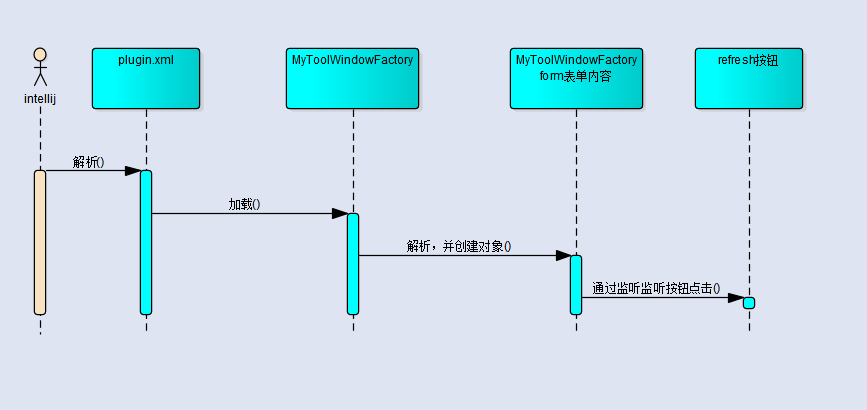 intellij
plugin.xml
MyToolWindowFactory
MyToolWindowFactory
form表单内容
refresh按钮
解析()
加载()
解析，并创建对象()
通过监听监听按钮点击()